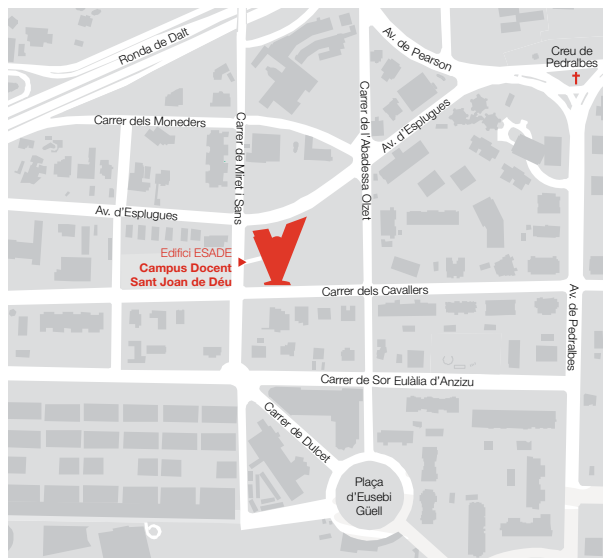 Ronda de Dalt
Av. de Pearson
Creu de
Pedralbes
Carrer dels Moneders
Carrer de Miret i Sans
Carrer de l'Abadessa Olzet
Av. d'Esplugues
Av. d'Esplugues
Edifici ESADE
Campus Docent
Sant Joan de Déu
Carrer dels Cavallers
Av. de Pedralbes
Carrer de Sor Eulàlia d'Anzizu
Carrer de Dulcet
Plaça
d'Eusebi
Güell